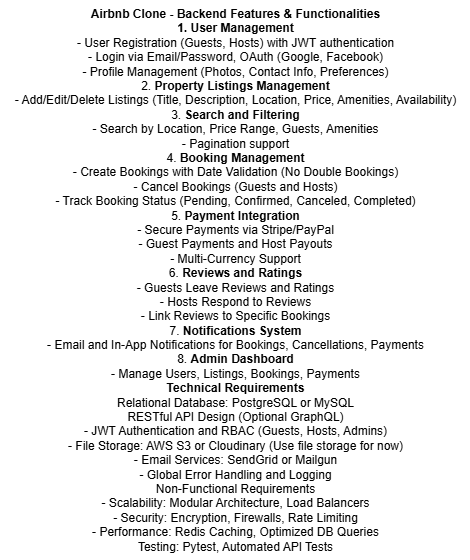 Airbnb Clone - Backend Features & Functionalities
1. User Management
- User Registration (Guests, Hosts) with JWT authentication
- Login via Email/Password, OAuth (Google, Facebook)
- Profile Management (Photos, Contact Info, Preferences)
2. Property Listings Management
- Add/Edit/Delete Listings (Title, Description, Location, Price, Amenities, Availability)
3. Search and Filtering
- Search by Location, Price Range, Guests, Amenities
- Pagination support
4. Booking Management
- Create Bookings with Date Validation (No Double Bookings)
- Cancel Bookings (Guests and Hosts)
- Track Booking Status (Pending, Confirmed, Canceled, Completed)
5. Payment Integration
- Secure Payments via Stripe/PayPal
- Guest Payments and Host Payouts
- Multi-Currency Support
6. Reviews and Ratings
- Guests Leave Reviews and Ratings
- Hosts Respond to Reviews
- Link Reviews to Specific Bookings
7. Notifications System
- Email and In-App Notifications for Bookings, Cancellations, Payments
8. Admin Dashboard
- Manage Users, Listings, Bookings, Payments
Technical Requirements
Relational Database: PostgreSQL or MySQL
RESTful API Design (Optional GraphQL)
- JWT Authentication and RBAC (Guests, Hosts, Admins)
- File Storage: AWS S3 or Cloudinary (Use file storage for now)
- Email Services: SendGrid or Mailgun
- Global Error Handling and Logging
Non-Functional Requirements
- Scalability: Modular Architecture, Load Balancers
- Security: Encryption, Firewalls, Rate Limiting
- Performance: Redis Caching, Optimized DB Queries
Testing: Pytest, Automated API Tests